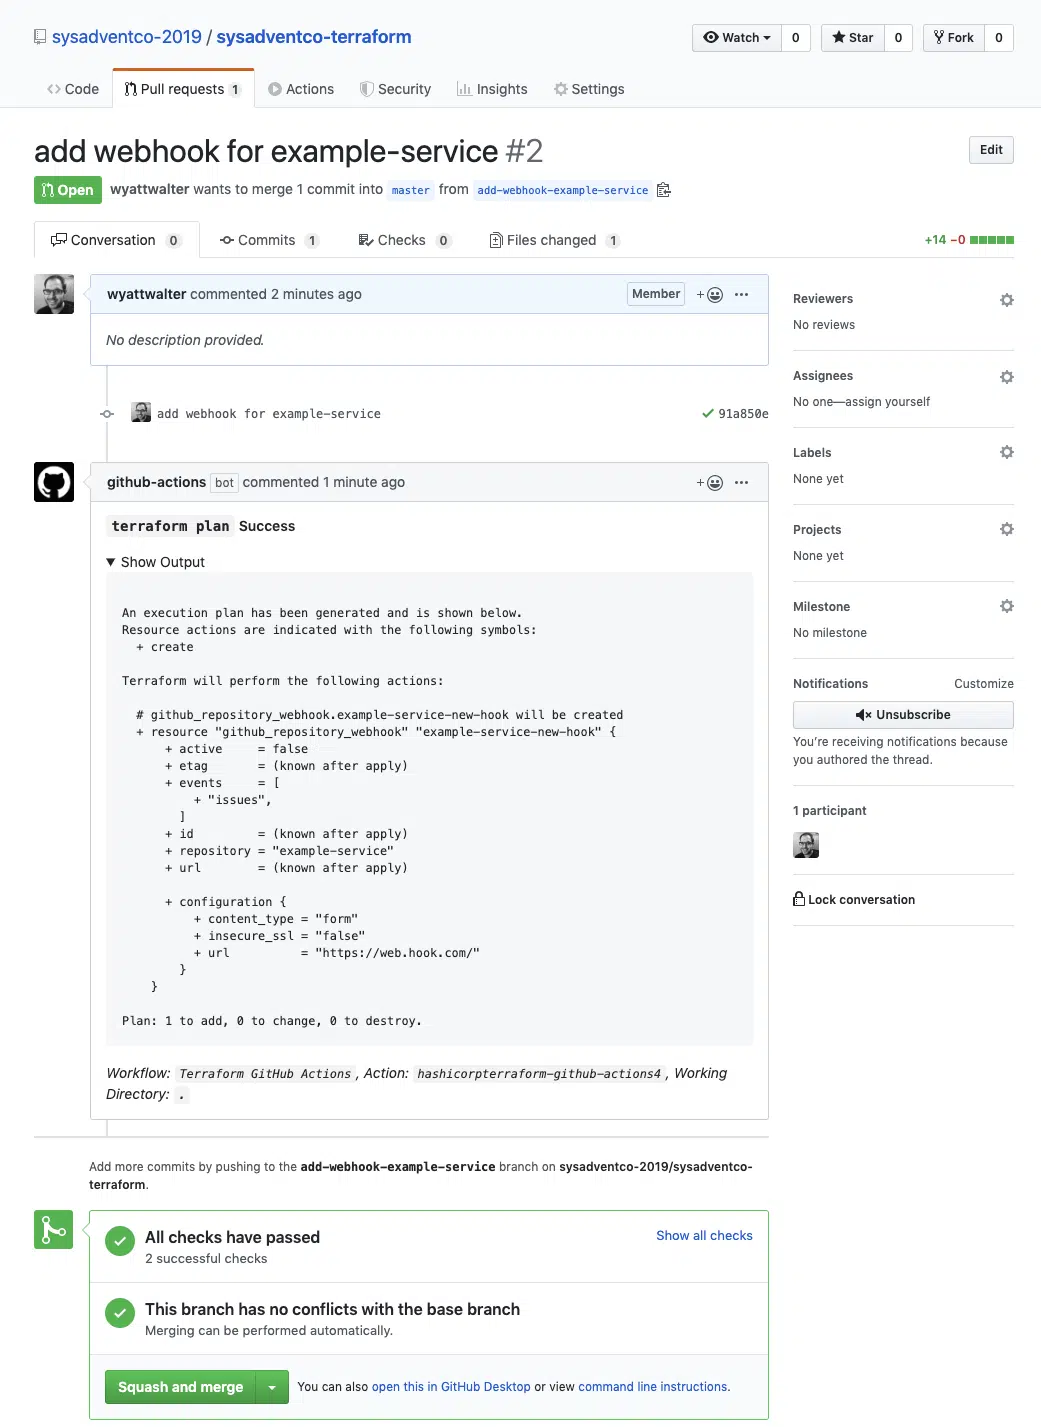 sysadventco-2019 / sysadventco-terraform
Watch 0 Star 0 Fork 0
Code Pull requests 1 Actions Security Insights Settings
add webhook for example-service #2
Edit
Open wyattwalter wants to merge 1 commit into master from add-webhook-example-service
Conversation 0 Commits 1 Checks 0 Files changed 1 +14 −0
wyattwalter commented 2 minutes ago Member
No description provided.
add webhook for example-service 91a850e
github-actions bot commented 1 minute ago
terraform plan Success
▼ Show Output
An execution plan has been generated and is shown below.
Resource actions are indicated with the following symbols:
+ create
Terraform will perform the following actions:
# github_repository_webhook.example-service-new-hook will be created
+ resource "github_repository_webhook" "example-service-new-hook" {
+ active = false
+ etag = (known after apply)
+ events = [
+ "issues",
]
+ id = (known after apply)
+ repository = "example-service"
+ url = (known after apply)
+ configuration {
+ content_type = "form"
+ insecure_ssl = "false"
+ url = "https://web.hook.com/"
}
}
Plan: 1 to add, 0 to change, 0 to destroy.
Workflow: Terraform GitHub Actions, Action: hashicorpterraform-github-actions4, Working
Directory: .
Add more commits by pushing to the add-webhook-example-service branch on sysadventco-2019/sysadventco-
terraform.
All checks have passed
2 successful checks
Show all checks
This branch has no conflicts with the base branch
Merging can be performed automatically.
Squash and merge You can also open this in GitHub Desktop or view command line instructions.
Reviewers
No reviews
Assignees
No one—assign yourself
Labels
None yet
Projects
None yet
Milestone
No milestone
Notifications Customize
Unsubscribe
You're receiving notifications because
you authored the thread.
1 participant
Lock conversation